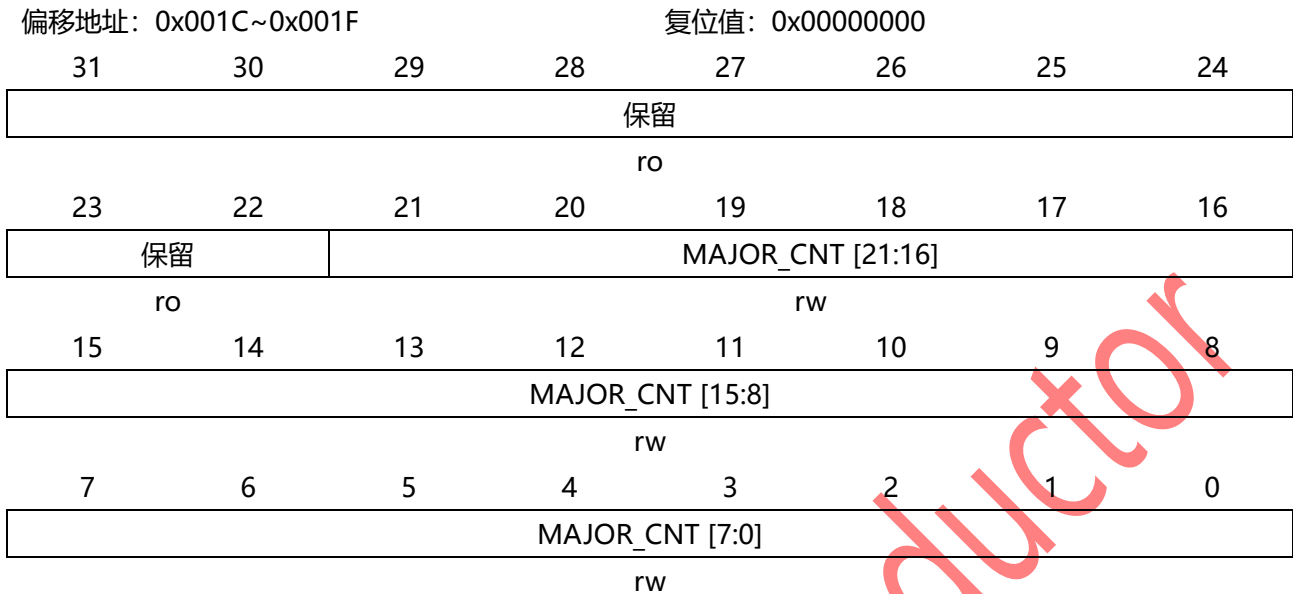 偏移地址：0x001C~0x001F 复位值：0x00000000
31 30 29 28 27 26 25 24
保留
ro
23 22 21 20 19 18 17 16
保留 MAJOR_CNT [21:16]
ro rw
15 14 13 12 11 10 9 8
MAJOR_CNT [15:8]
rw
7 6 5 4 3 2 1 0
MAJOR_CNT [7:0]
rw
ductor